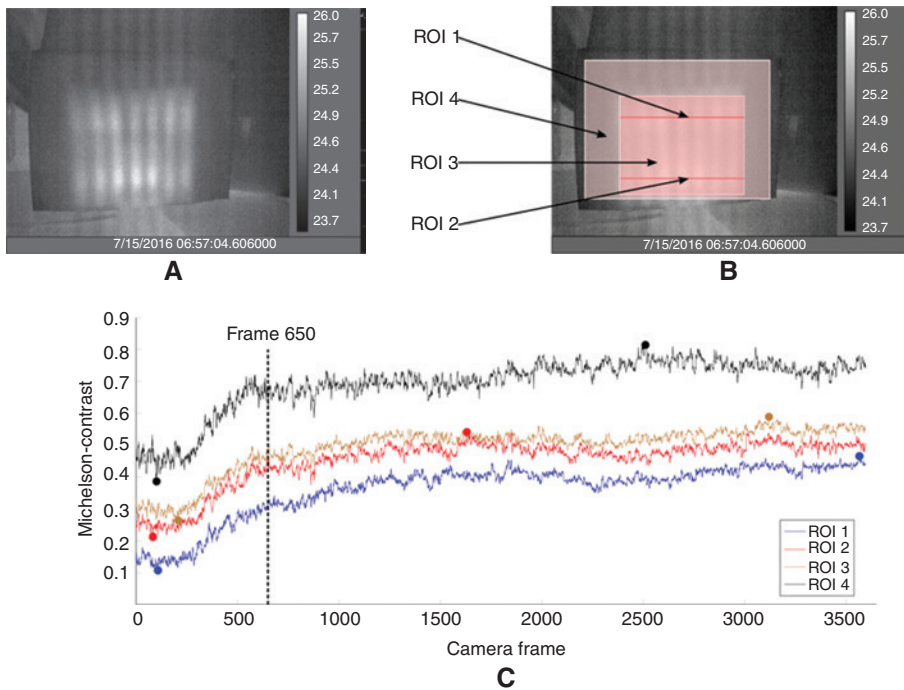 26.0
25.7
25.5
25.2
24.9
24.6
24.4
24.1
23.7
7/15/2016 06:57:04.606000
A
ROI 1
ROI 4
ROI 3
ROI 2
26.0
25.7
25.5
25.2
24.9
24.6
24.4
24.1
23.7
7/15/2016 06:57:04.606000
B
Michelson-contrast
0.9
0.8
0.7
0.6
0.5
0.4
0.3
0.2
0.1
Frame 650
ROI 1
ROI 2
ROI 3
ROI 4
0 500 1000 1500 2000 2500 3000 3500
Camera frame
C